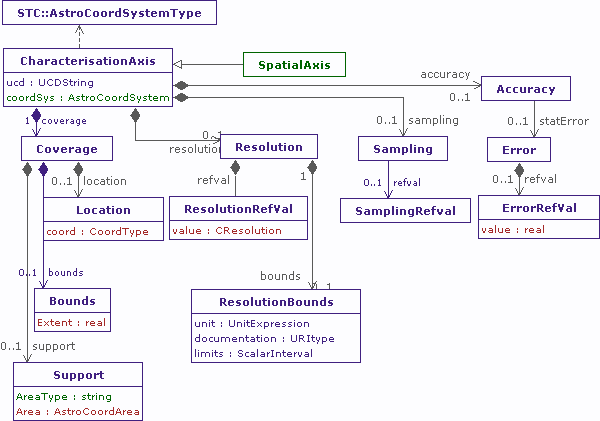 STC::AstroCoordSystemType
CharacterisationAxis
ucd : UCDString
coordSys : AstroCoordSystem
SpatialAxis
accuracy
0..1
Accuracy
1
coverage
0..1
resolution
0..1
sampling
0..1
statError
Coverage
Resolution
Sampling
Error
0..1
location
refval
1
0..1
refval
0..1
refval
Location
coord : CoordType
ResolutionRefVal
value : CResolution
SamplingRefval
ErrorRefVal
value : real
0..1
bounds
bounds
1
Bounds
Extent : real
ResolutionBounds
unit : UnitExpression
documentation : URItype
limits : ScalarInterval
0..1
support
Support
AreaType : string
Area : AstroCoordArea